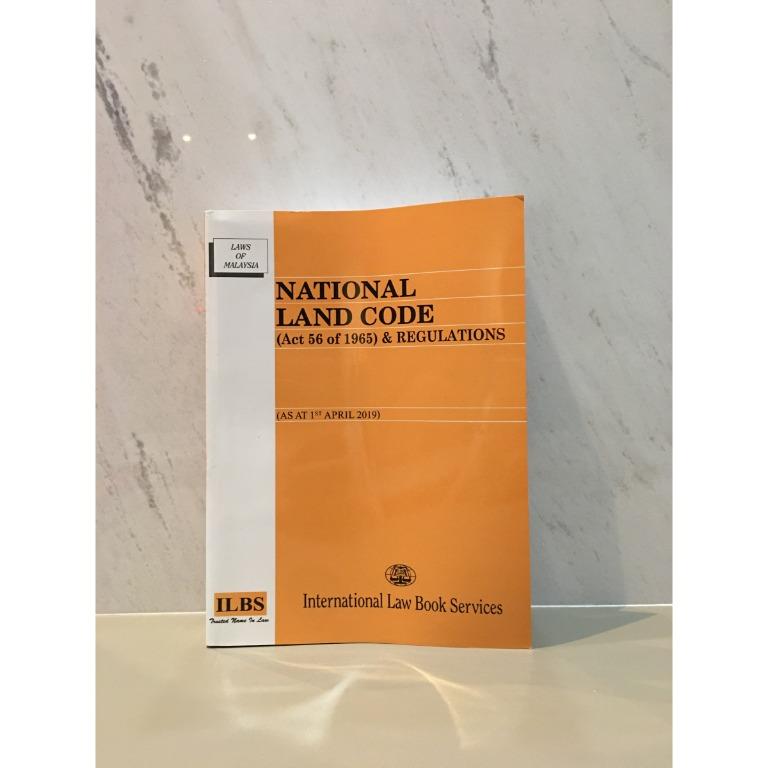 LAWS
OF
MALAYSIA
NATIONAL
LAND CODE
(Act 56 of 1965) & REGULATIONS
(AS AT 1ST APRIL 2019)
International Law Book Services
ILBS
Trusted Name In Law